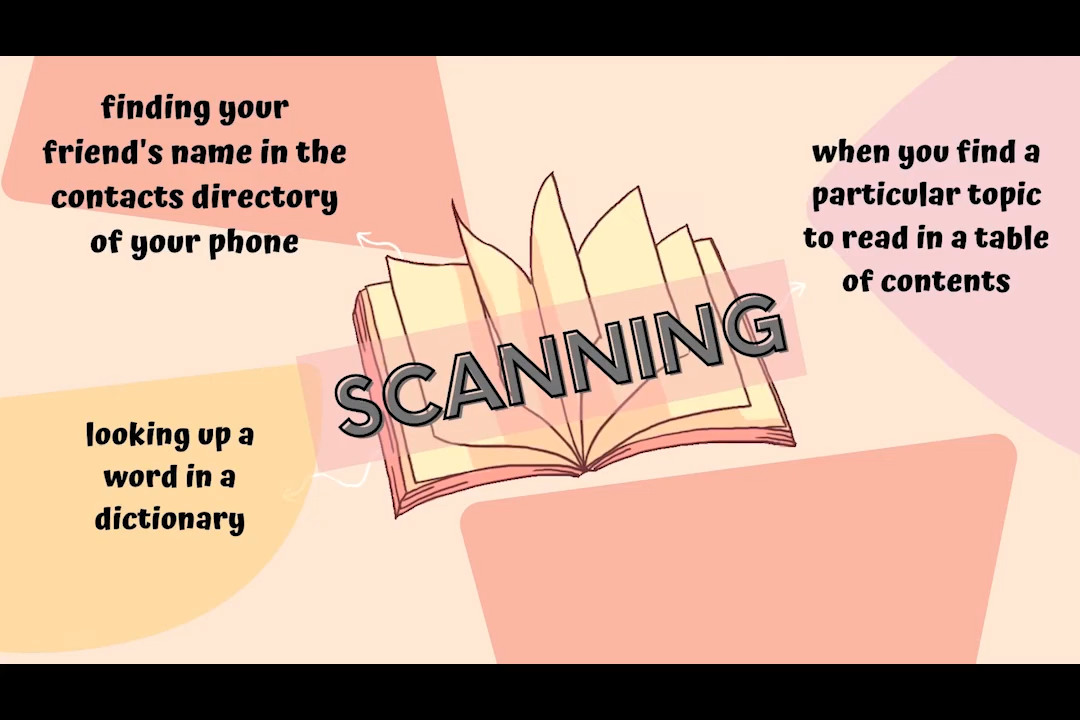 finding your
friend's name in the
contacts directory
of your phone
when you find a
particular topic
to read in a table
of contents
SCANNING
looking up a
word in a
dictionary